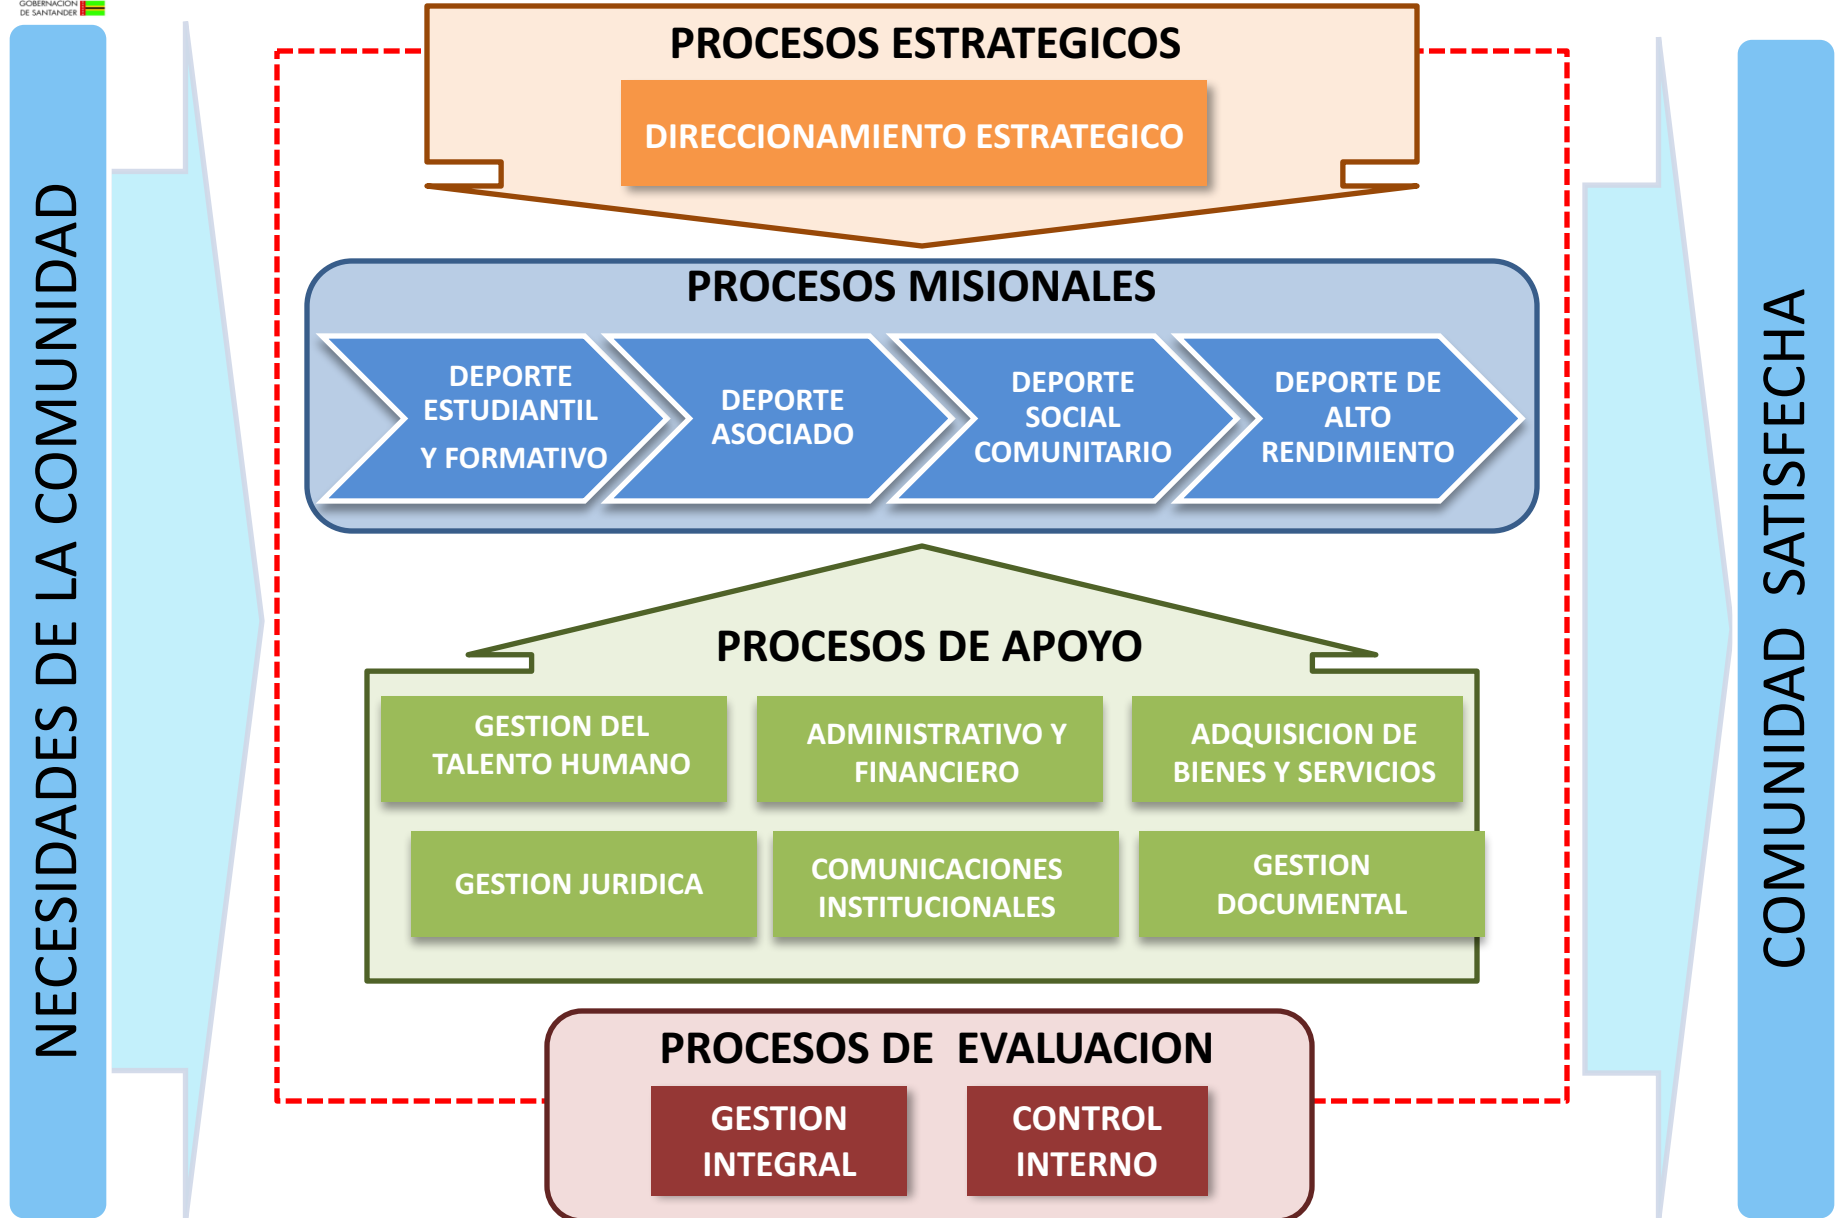 GOBERNACION
DE SANTANDER
NECESIDADES DE LA COMUNIDAD
PROCESOS ESTRATEGICOS
DIRECCIONAMIENTO ESTRATEGICO
PROCESOS MISIONALES
DEPORTE
ESTUDIANTIL
Y FORMATIVO
DEPORTE
ASOCIADO
DEPORTE
SOCIAL
COMUNITARIO
DEPORTE DE
ALTO
RENDIMIENTO
PROCESOS DE APOYO
GESTION DEL
TALENTO HUMANO
ADMINISTRATIVO Y
FINANCIERO
ADQUISICION DE
BIENES Y SERVICIOS
GESTION JURIDICA
COMUNICACIONES
INSTITUCIONALES
GESTION
DOCUMENTAL
PROCESOS DE EVALUACION
GESTION
INTEGRAL
CONTROL
INTERNO
COMUNIDAD SATISFECHA